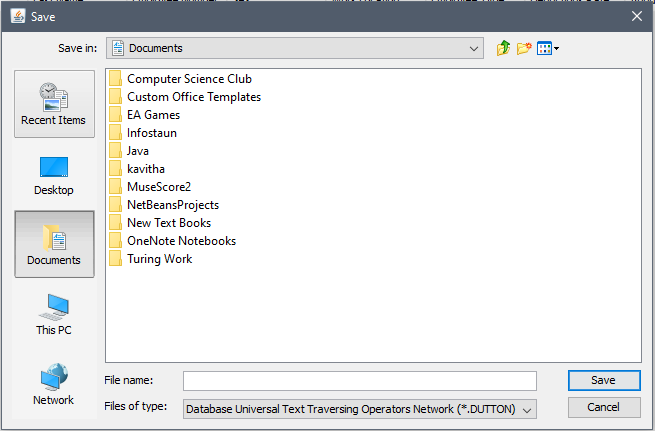 Save
Save in: Documents
Recent Items
Desktop
Documents
This PC
Network
Computer Science Club
Custom Office Templates
EA Games
Infostaun
Java
kavitha
MuseScore2
NetBeansProjects
New Text Books
OneNote Notebooks
Turing Work
File name:
Save
Files of type: Database Universal Text Traversing Operators Network (*.DUTTON)
Cancel